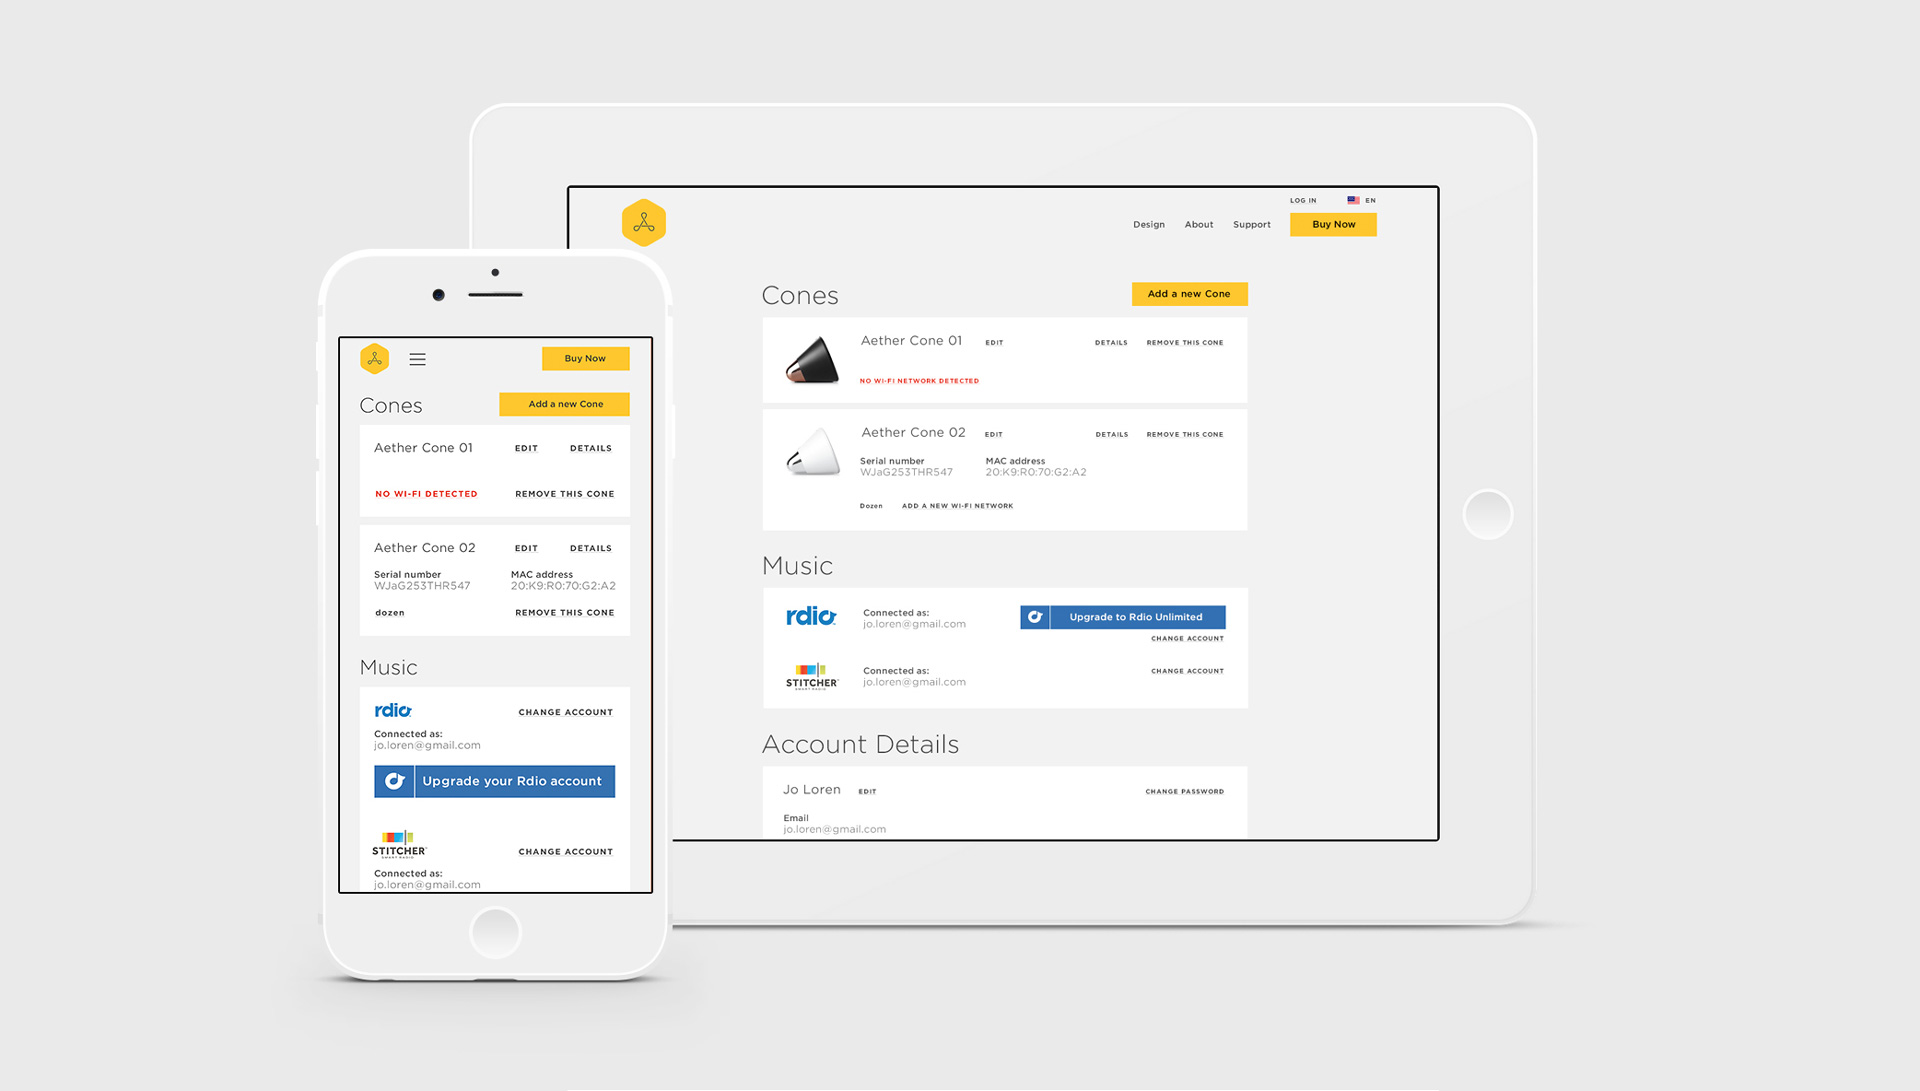 Buy Now
Cones
Add a new Cone
Aether Cone 01 EDIT DETAILS
NO WI-FI DETECTED REMOVE THIS CONE
Aether Cone 02 EDIT DETAILS
Serial number MAC address
WJaG253THR547 20:K9:R0:70:G2:A2
dozen REMOVE THIS CONE
Music
rdio CHANGE ACCOUNT
Connected as:
jo.loren@gmail.com
Upgrade your Rdio account
STITCHER
SMART RADIO
CHANGE ACCOUNT
Connected as:
jo.loren@gmail.com
LOG IN EN
Design About Support Buy Now
Cones Add a new Cone
Aether Cone 01 EDIT DETAILS REMOVE THIS CONE
NO WI-FI NETWORK DETECTED
Aether Cone 02 EDIT DETAILS REMOVE THIS CONE
Serial number MAC address
WJaG253THR547 20:K9:R0:70:G2:A2
Dozen ADD A NEW WI-FI NETWORK
Music
rdio Connected as: Upgrade to Rdio Unlimited
jo.loren@gmail.com
CHANGE ACCOUNT
STITCHER
SMART RADIO
Connected as: CHANGE ACCOUNT
jo.loren@gmail.com
Account Details
Jo Loren EDIT CHANGE PASSWORD
Email
jo.loren@gmail.com